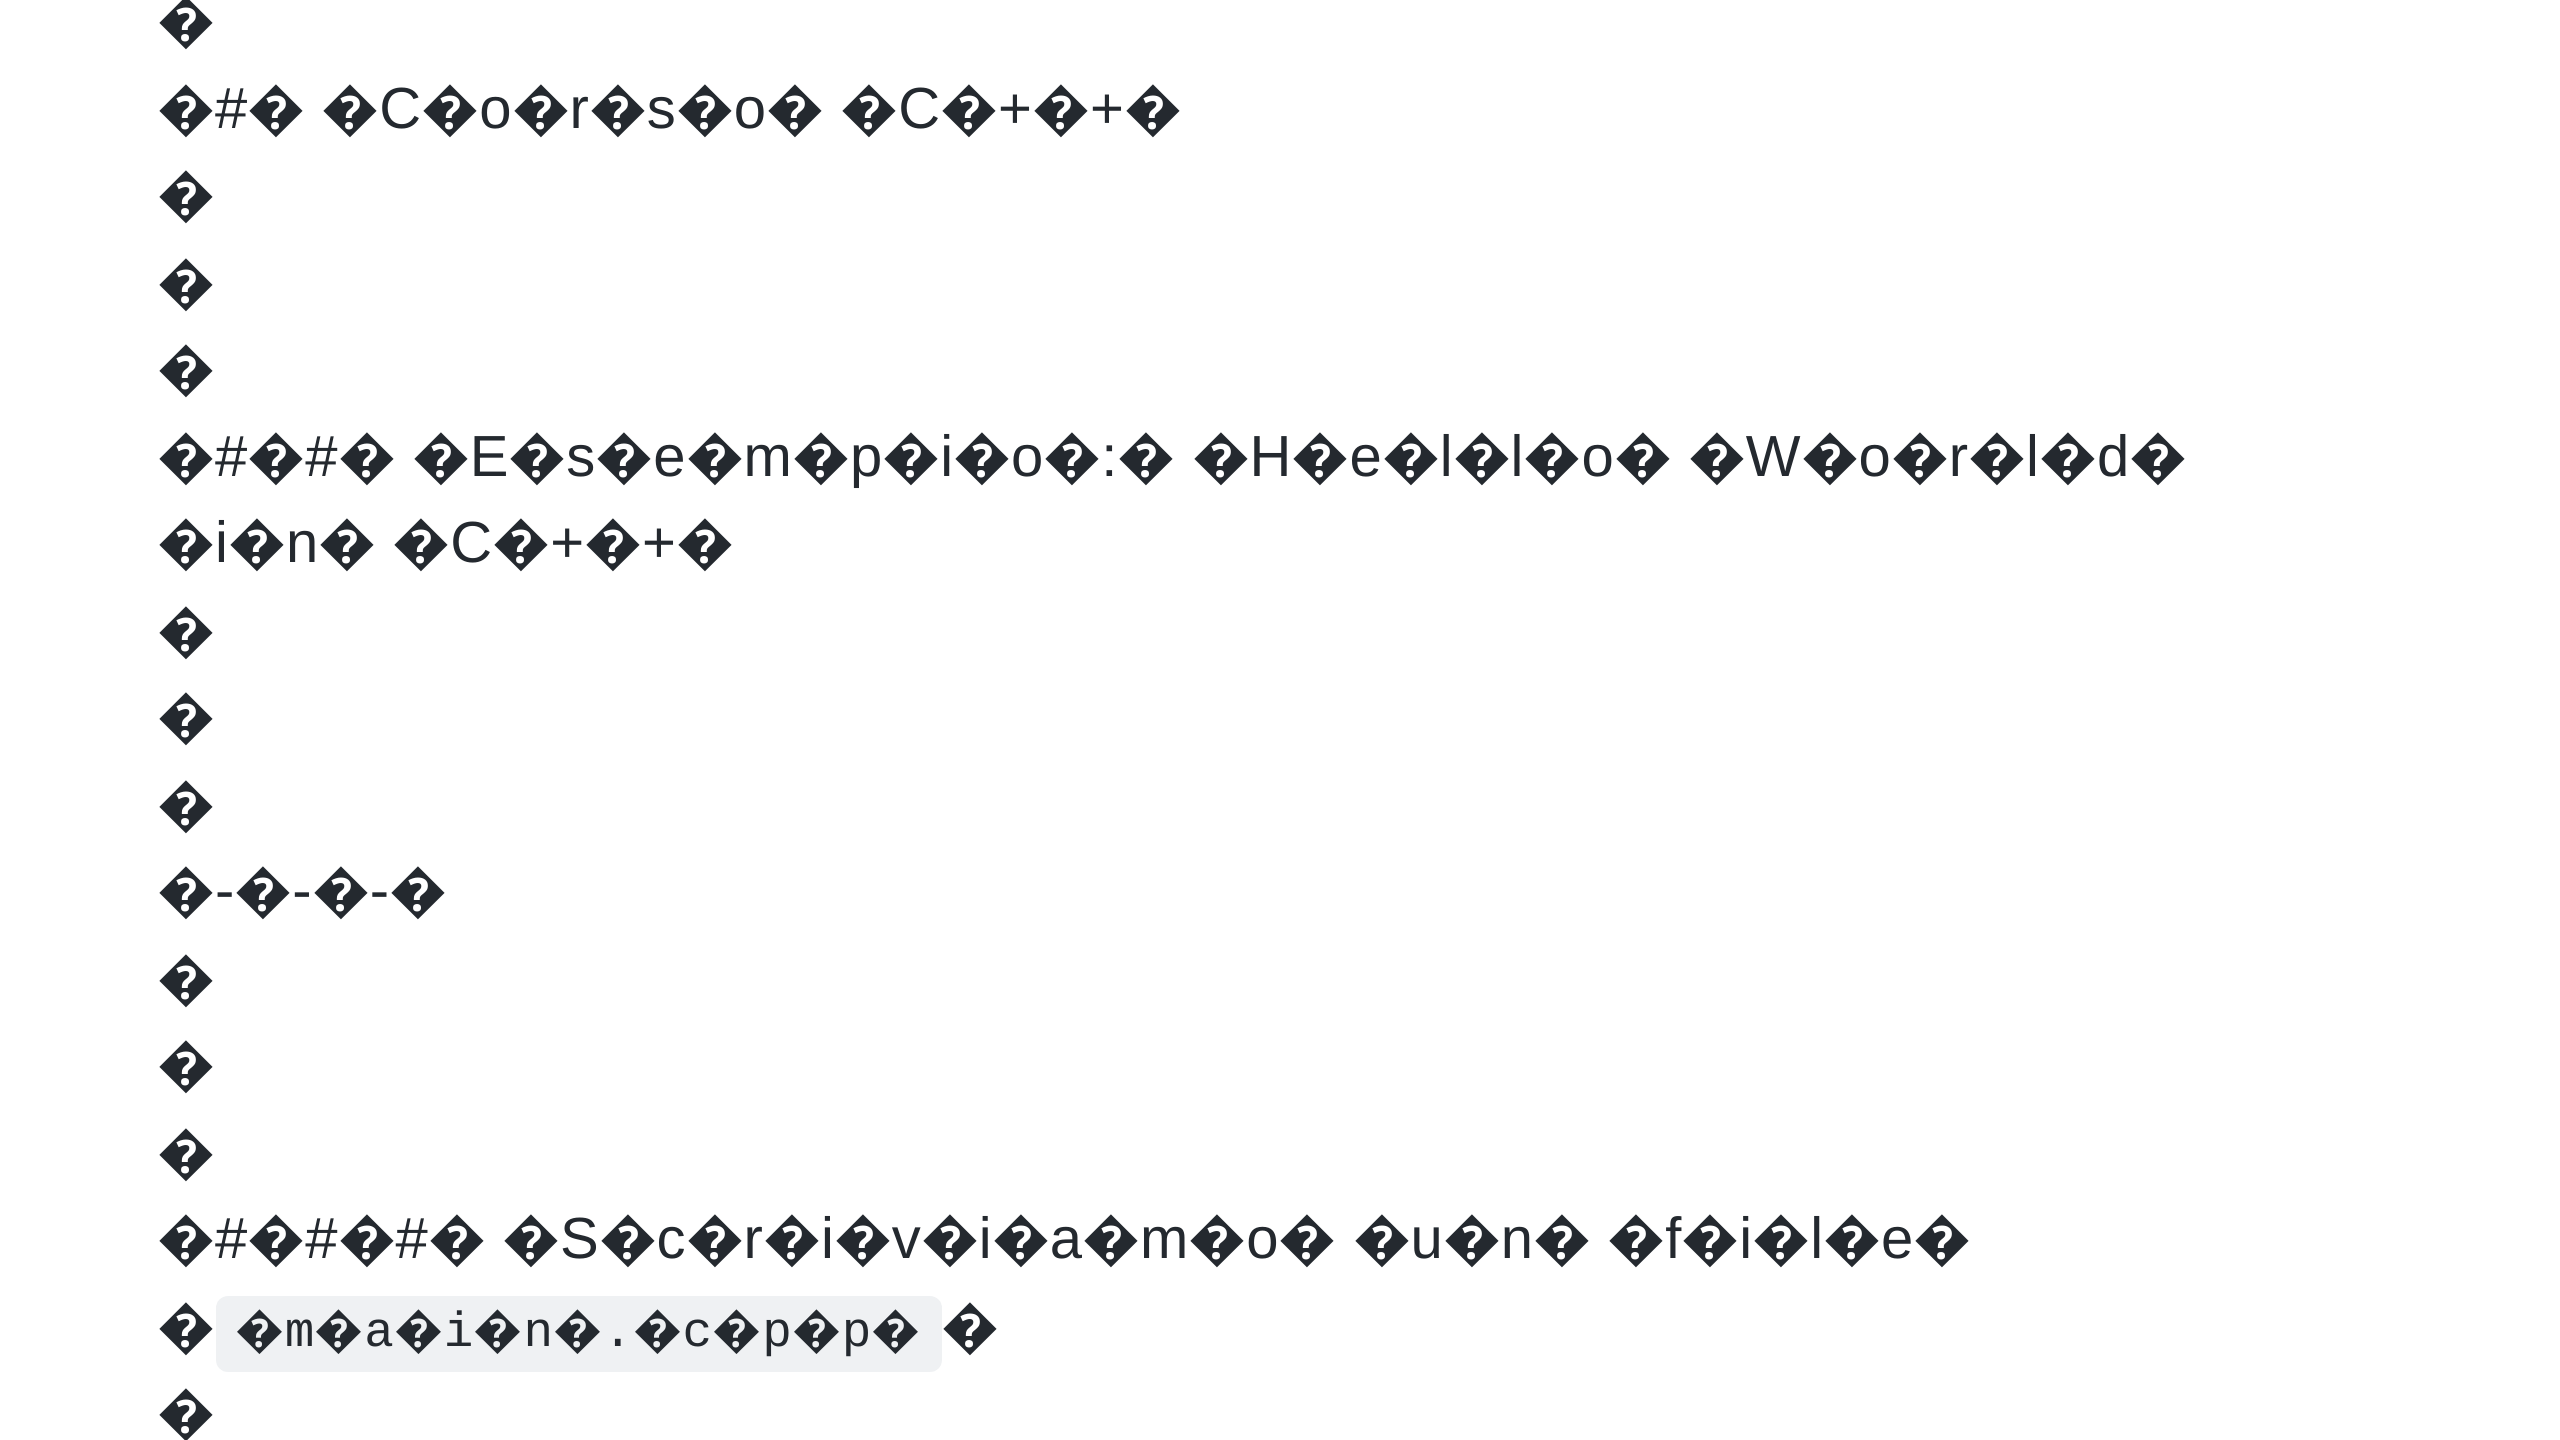 �
�#� �C�o�r�s�o� �C�+�+�
�
�
�
�#�#� �E�s�e�m�p�i�o�:� �H�e�l�l�o� �W�o�r�l�d�
�i�n� �C�+�+�
�
�
�
�-�-�-�
�
�
�
�#�#�#� �S�c�r�i�v�i�a�m�o� �u�n� �f�i�l�e�
� �m�a�i�n�.�c�p�p� �
�